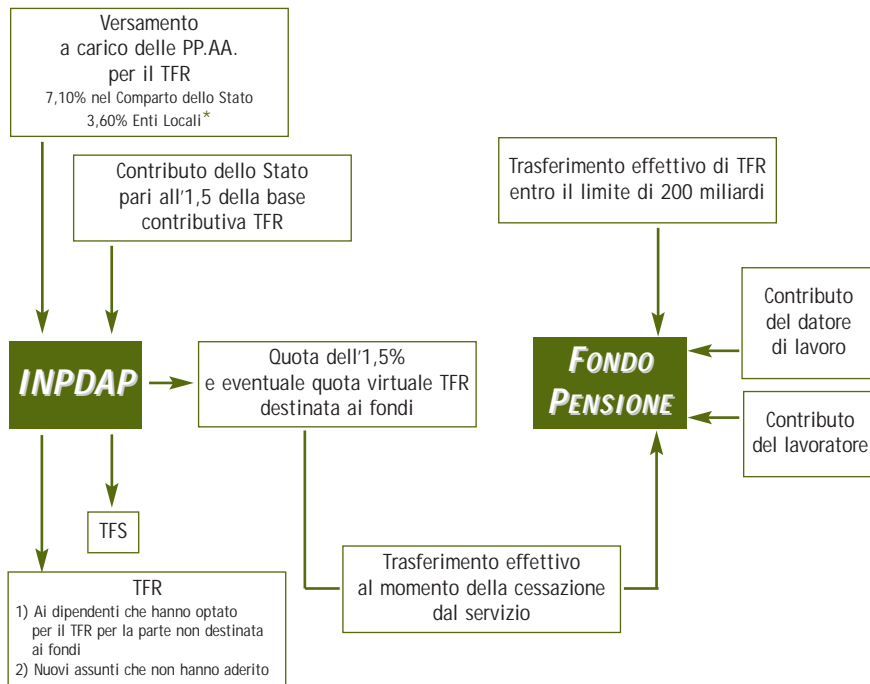 Versamento
a carico delle PP.AA.
per il TFR
7,10% nel Comparto dello Stato
3,60% Enti Locali*
Contributo dello Stato
pari all'1,5 della base
contributiva TFR
Trasferimento effettivo di TFR
entro il limite di 200 miliardi
Contributo
del datore
di lavoro
INPDAP
Quota dell'1,5%
e eventuale quota virtuale TFR
destinata ai fondi
FONDO
PENSIONE
Contributo
del lavoratore
TFS
Trasferimento effettivo
al momento della cessazione
dal servizio
TFR
1) Ai dipendenti che hanno optato
per il TFR per la parte non destinata
ai fondi
2) Nuovi assunti che non hanno aderito